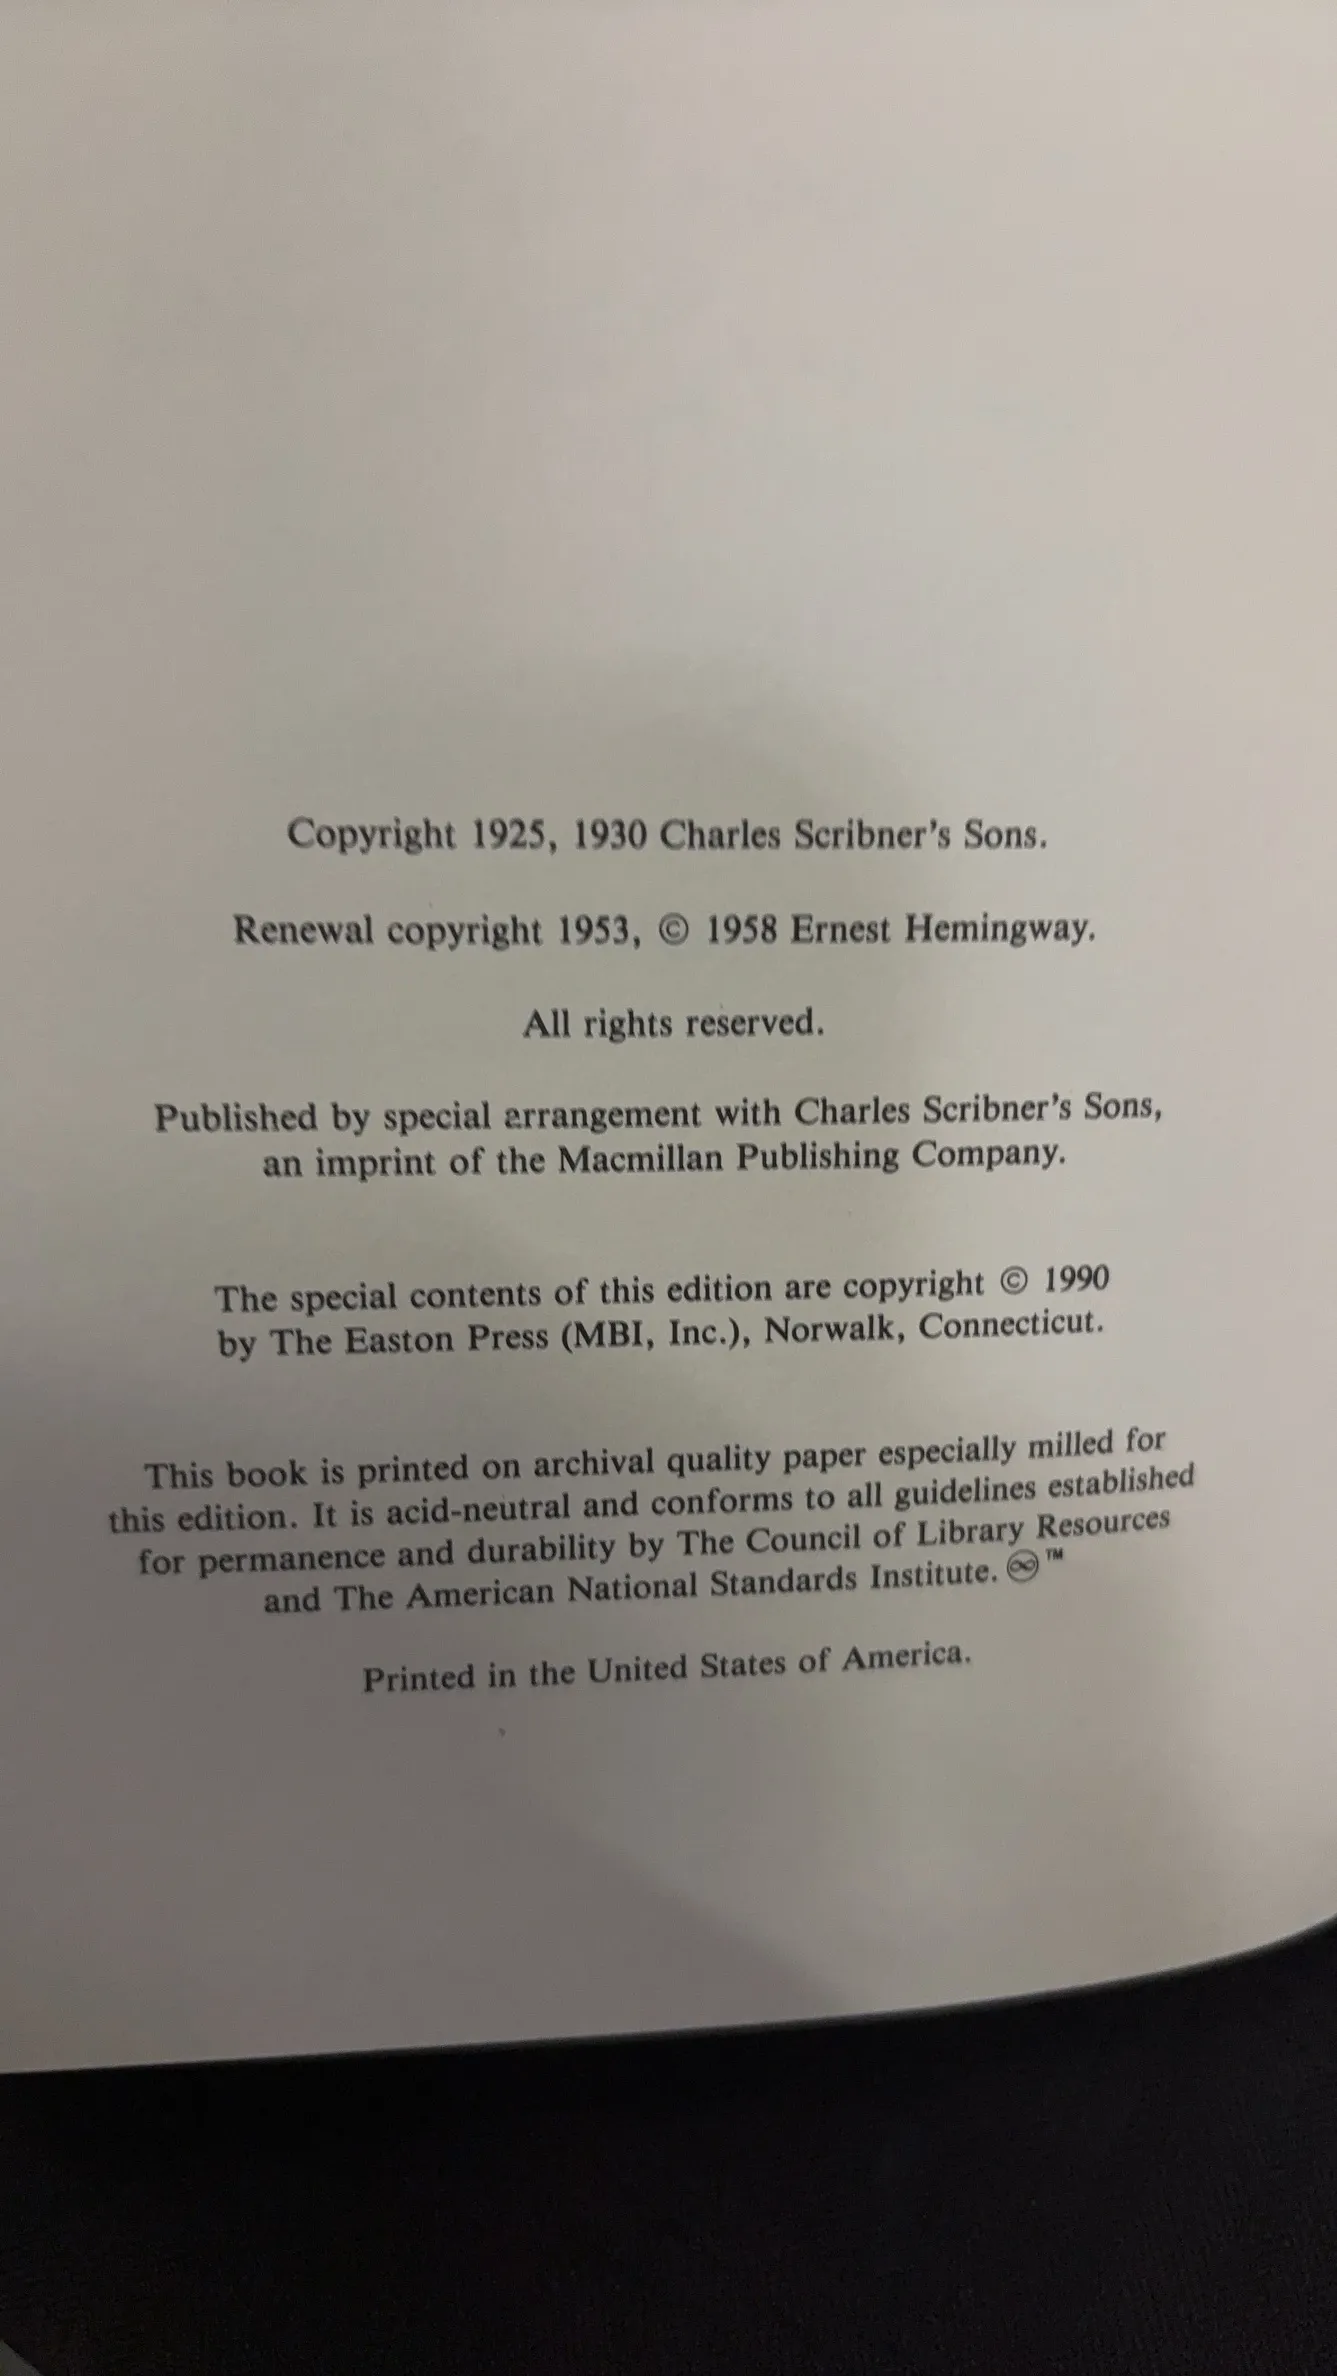 Copyright 1925, 1930 Charles Scribner's Sons.
Renewal copyright 1953, © 1958 Ernest Hemingway.
All rights reserved.
Published by special arrangement with Charles Scribner's Sons,
an imprint of the Macmillan Publishing Company.
The special contents of this edition are copyright © 1990
by The Easton Press (MBI, Inc.), Norwalk, Connecticut.
This book is printed on archival quality paper especially milled for
this edition. It is acid-neutral and conforms to all guidelines established
for permanence and durability by The Council of Library Resources
and The American National Standards Institute. ♾™
Printed in the United States of America.